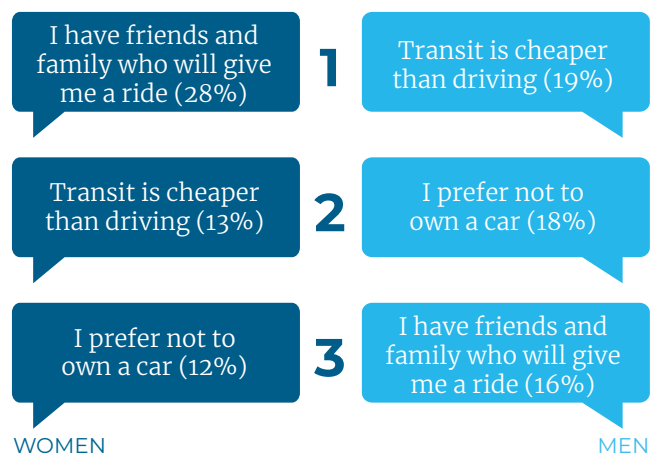 I have friends and
family who will give
me a ride (28%)
1
Transit is cheaper
than driving (19%)
Transit is cheaper
than driving (13%)
2
I prefer not to
own a car (18%)
I prefer not to
own a car (12%)
3
I have friends and
family who will give
me a ride (16%)
WOMEN
MEN